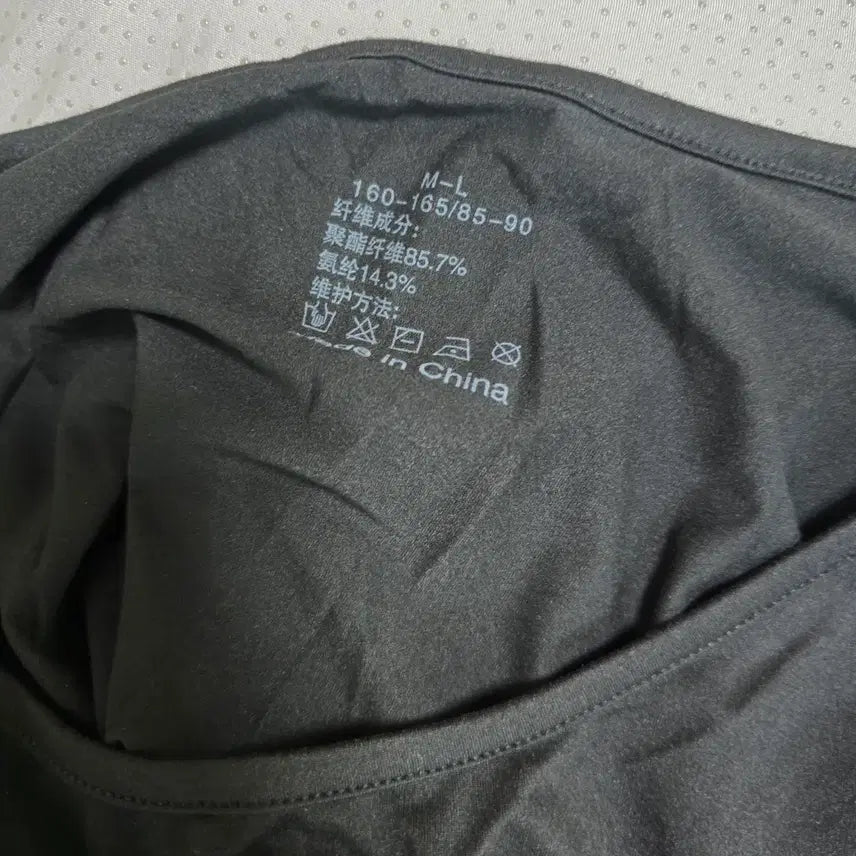 M-L
160-165/85-90
纤维成分:
聚酯纤维85.7%
氨纶14.3%
维护方法:
Made in China